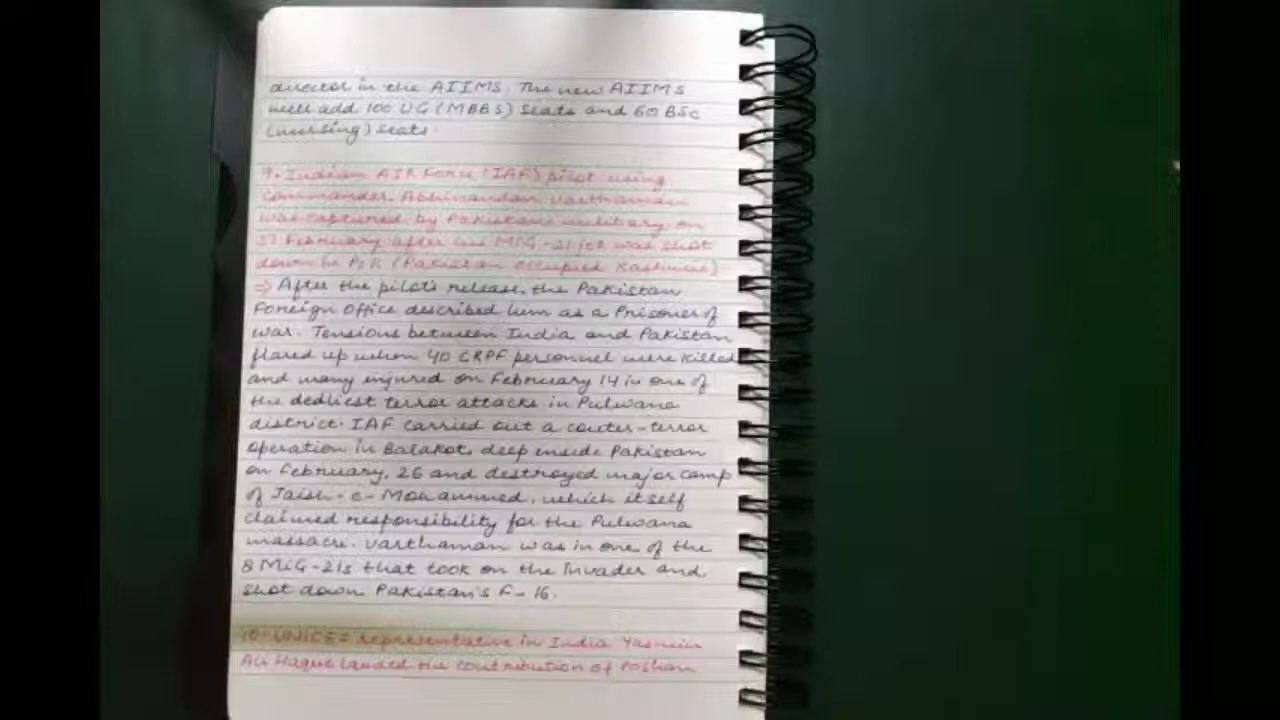 director in the AIIMS. The new AIIMS
will add 100 UG (MBBS) Seats and 60 BSc
(nursing) seats.
9. Indian AIR Force (IAF) pilot wing
commander Abhinandan Varthaman
was captured by Pakistan's military on
27 February after his MIG-21 jet was shot
down in PoK (Pakistan occupied Kashmir)
⇒ After the pilot's release, the Pakistan
Foreign Office described him as a Prisoner of
war. Tensions between India and Pakistan
flared up when 40 CRPF personnel were killed
and many injured on February 14 in one of
the dedliest terror attacks in Pulwana
district. IAF carried out a couter-terror
operation in Balakot, deep inside Pakistan
on February, 26 and destroyed major camp
of Jaish-e-Mohammed, which itself
claimed responsibility for the Pulwana
massacre. Varthaman was in one of the
8 MiG-21s that took on the Invader and
shot down Pakistan's F-16.
10. UNICEF representative in India Yasmin
Ali Haque lauded the contribution of Poshan